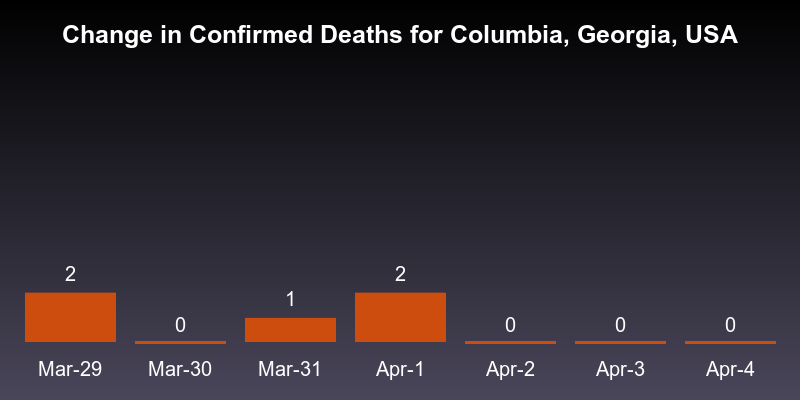 Change in Confirmed Deaths for Columbia, Georgia, USA
2
0
1
2
0
0
0
Mar-29
Mar-30
Mar-31
Apr-1
Apr-2
Apr-3
Apr-4